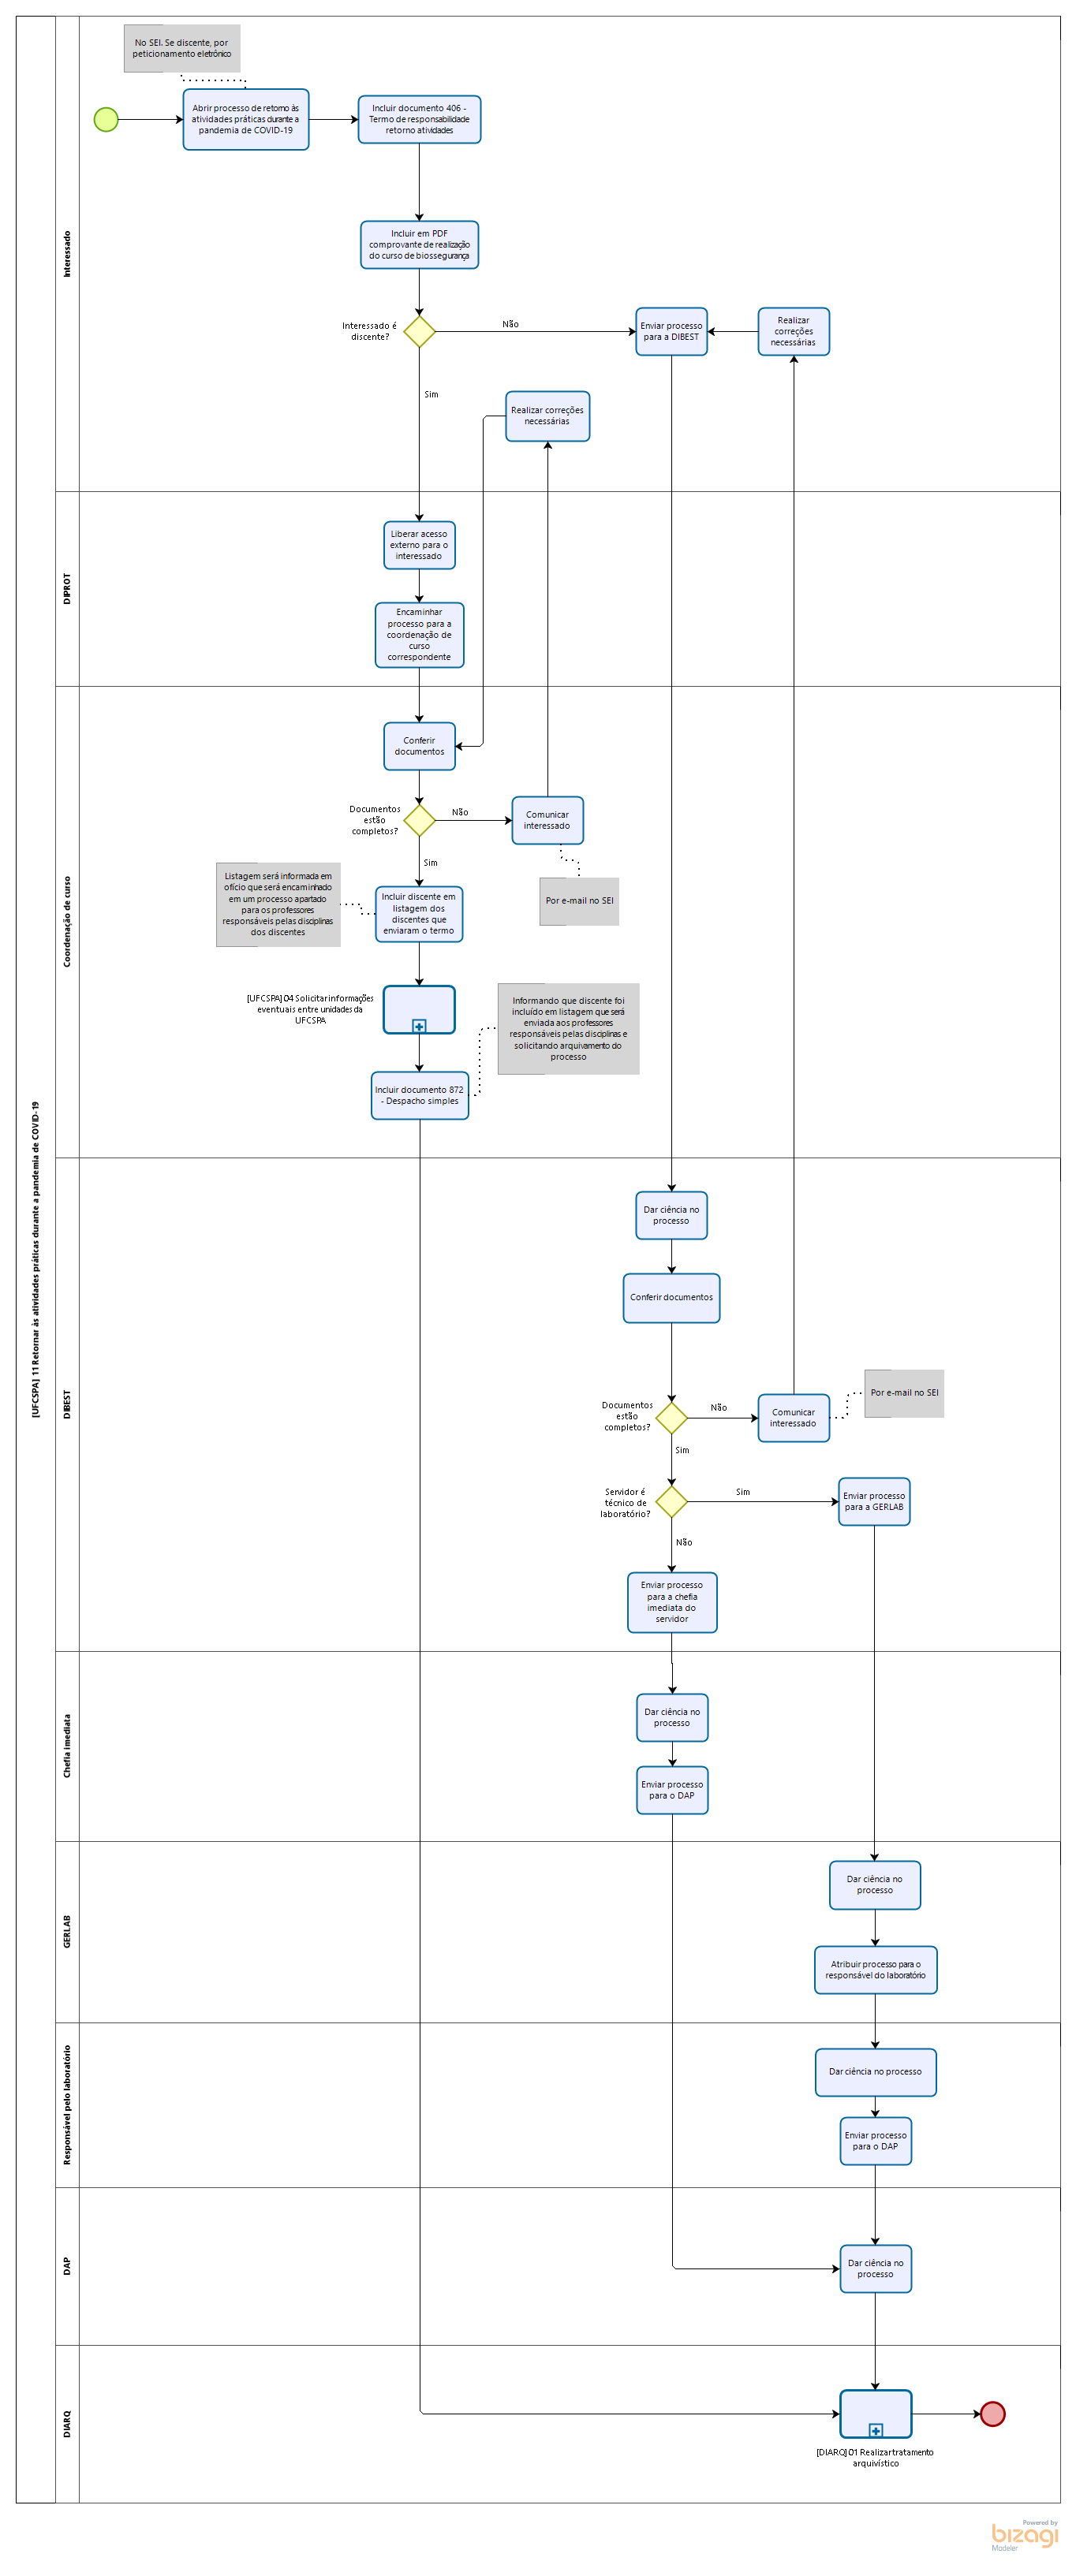 No SEI. Se discente, por
peticionamento eletrônico
Abrir processo de retorno às
atividades práticas durante a
pandemia de COVID-19
Incluir documento 406 -
Termo de responsabilidade
retorno atividades
Incluir em PDF
comprovante de realização
do curso de biossegurança
Interessado é
discente?
Não
Enviar processo
para a DIBEST
Realizar
correções
necessárias
Sim
Realizar correções
necessárias
Interessado
Liberar acesso
externo para o
interessado
Encaminhar
processo para a
coordenação de
curso
correspondente
DIPROT
Conferir
documentos
Documentos
estão
completos?
Não
Comunicar
interessado
Sim
Por e-mail no SEI
Listagem será informada em
ofício que será encaminhado
em um processo apartado
para os professores
responsáveis pelas disciplinas
dos discentes
Incluir discente em
listagem dos
discentes que
enviaram o termo
[UFCSPA] 04 Solicitar informações
eventuais entre unidades da
UFCSPA
Informando que discente foi
incluído em listagem que será
enviada aos professores
responsáveis pelas disciplinas e
solicitando arquivamento do
processo
Incluir documento 872
- Despacho simples
Coordenação de curso
[UFCSPA] 11 Retornar às atividades práticas durante a pandemia de COVID-19
Dar ciência no
processo
Conferir documentos
Documentos
estão
completos?
Não
Comunicar
interessado
Por e-mail no SEI
Sim
Servidor é
técnico de
laboratório?
Sim
Enviar processo
para a GERLAB
Não
Enviar processo
para a chefia
imediata do
servidor
DIBEST
Dar ciência no
processo
Enviar processo
para o DAP
Chefia imediata
Dar ciência no
processo
Atribuir processo para o
responsável do laboratório
GERLAB
Dar ciência no processo
Enviar processo
para o DAP
Responsável pelo laboratório
Dar ciência no
processo
DAP
[DIARQ] 01 Realizar tratamento
arquivístico
DIARQ
Powered by
bizagi
Modeler